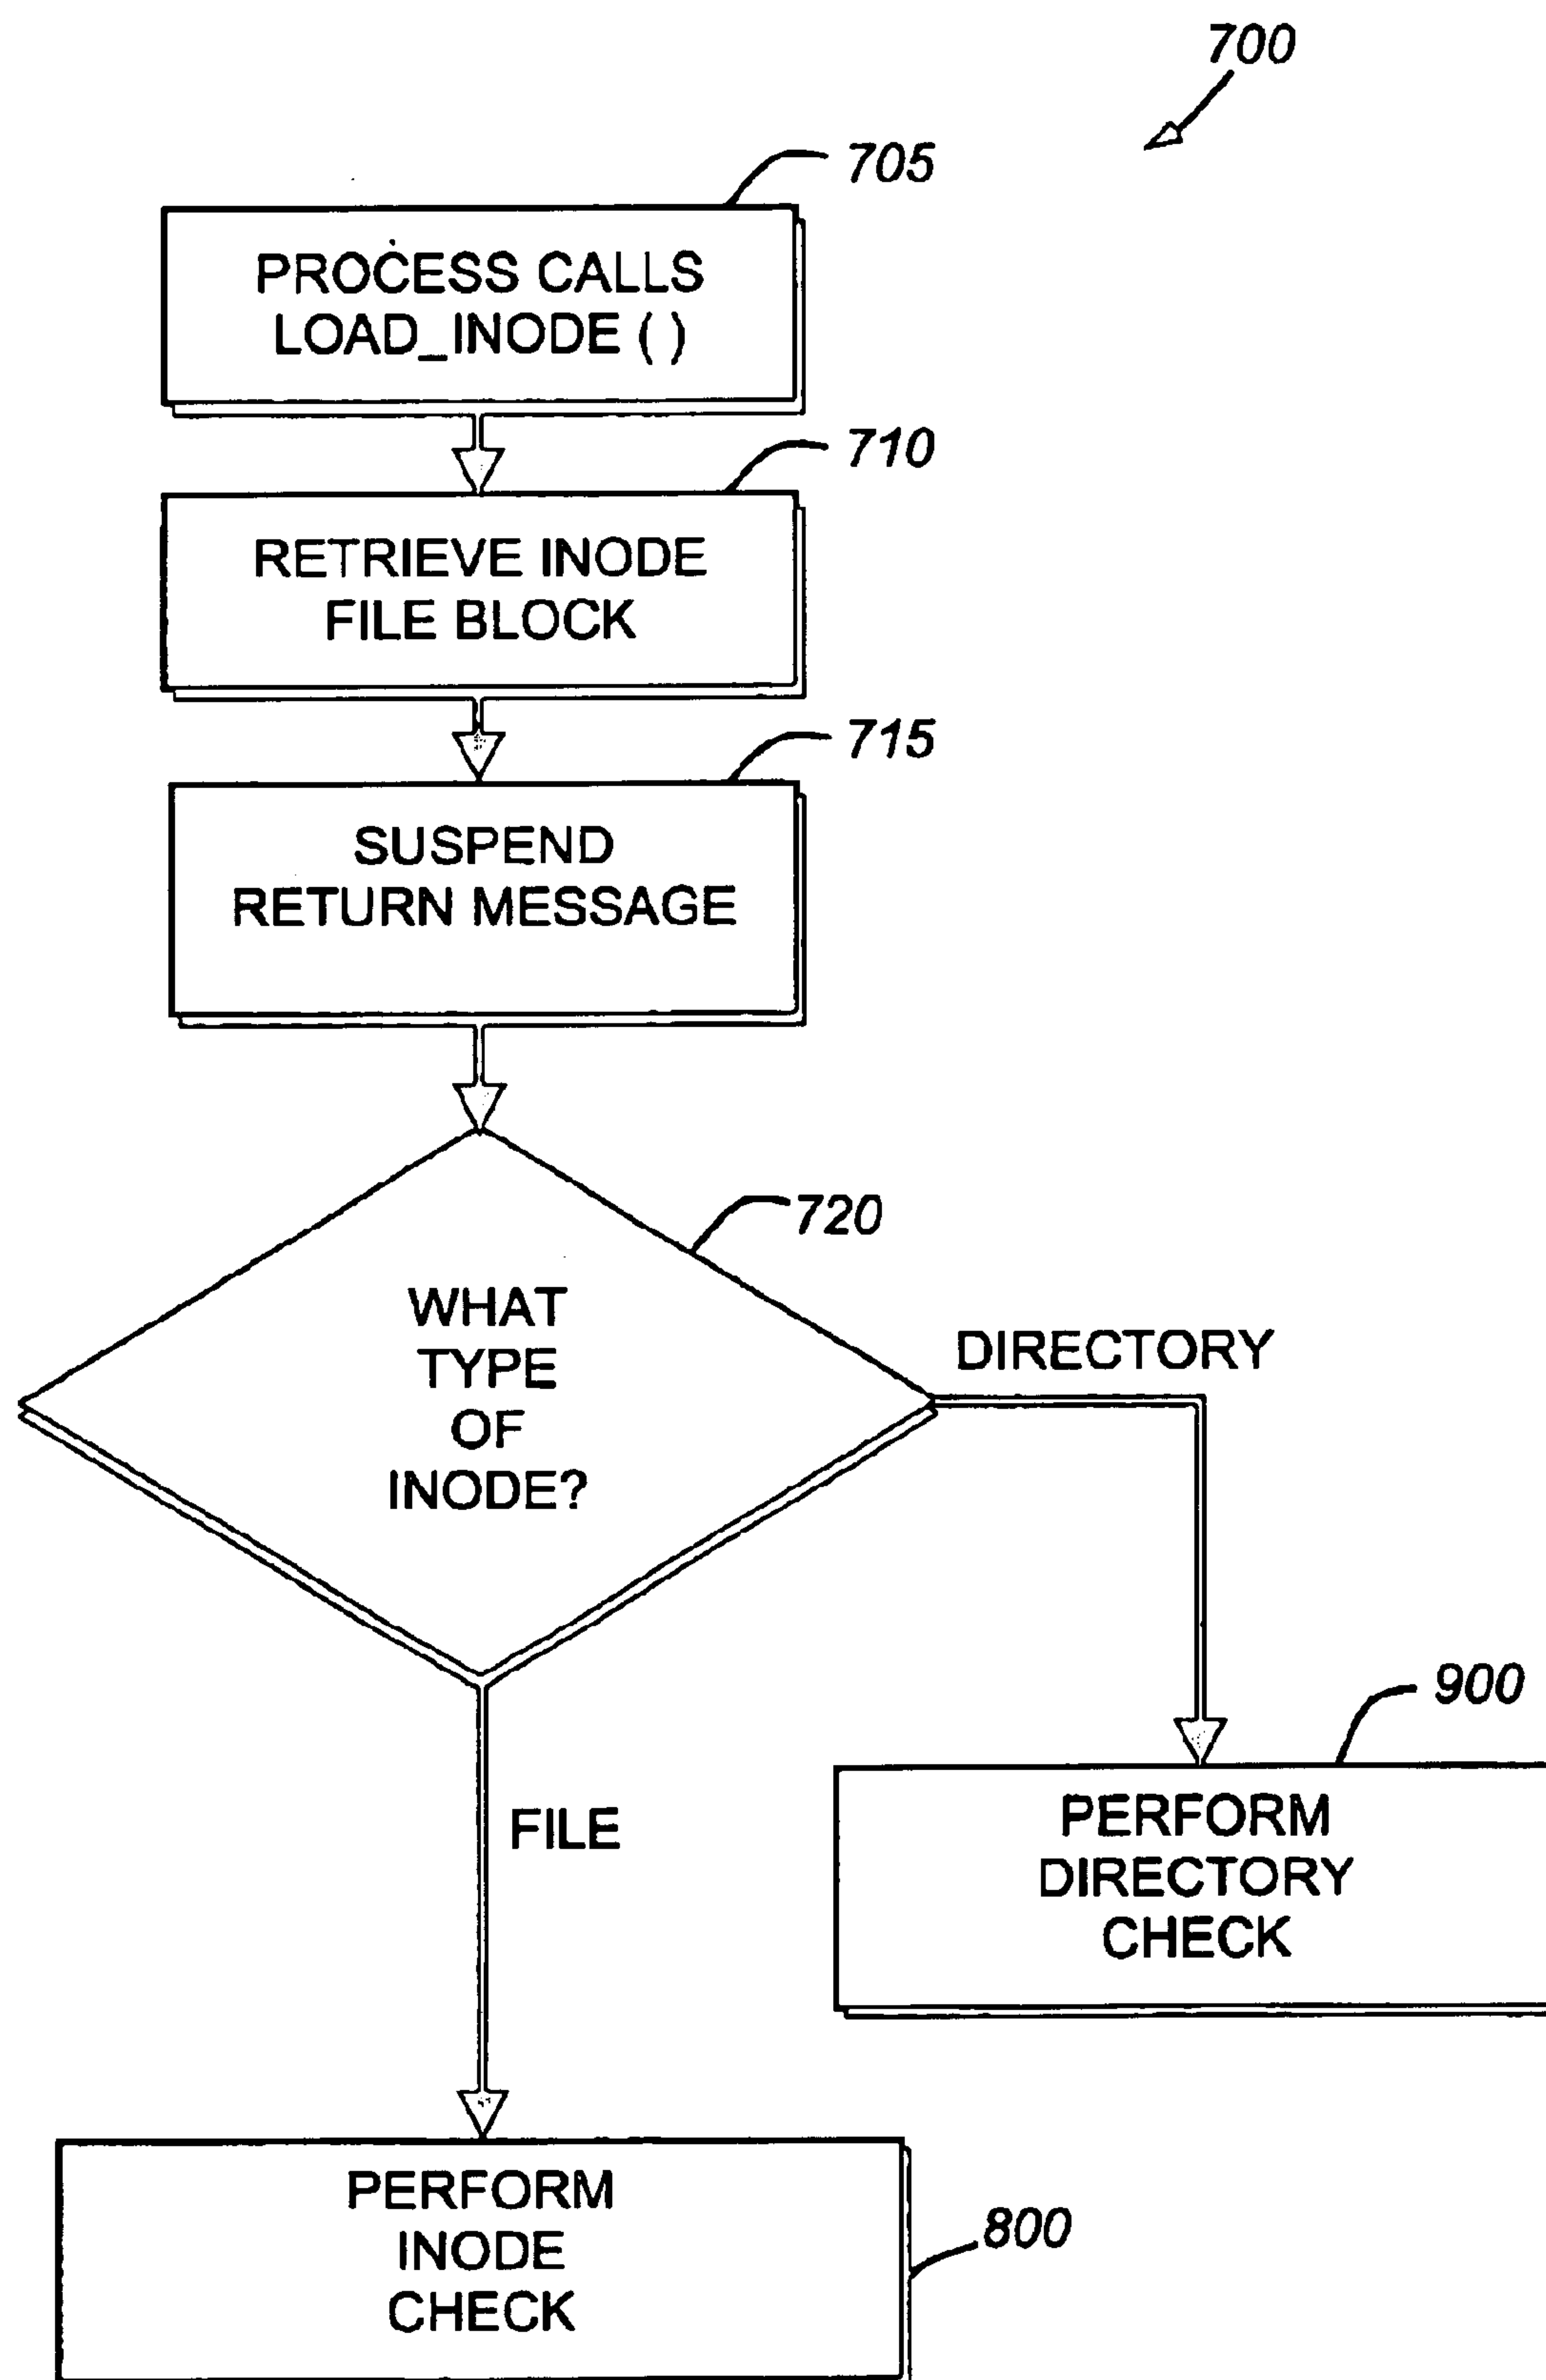 700
705
PROCESS CALLS
LOAD_INODE ( )
710
RETRIEVE INODE
FILE BLOCK
715
SUSPEND
RETURN MESSAGE
720
WHAT
TYPE
OF
INODE?
DIRECTORY
900
PERFORM
DIRECTORY
CHECK
FILE
PERFORM
INODE
CHECK
800